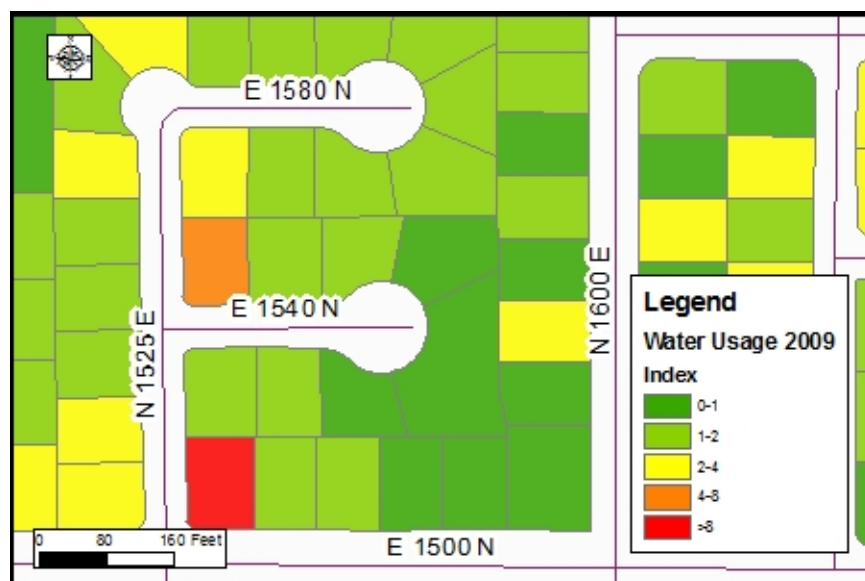 E 1580 N
E 1540 N
N 1525 E
N 1600 E
E 1500 N
Legend
Water Usage 2009
Index
0-1
1-2
2-4
4-8
>8
0 80 160 Feet